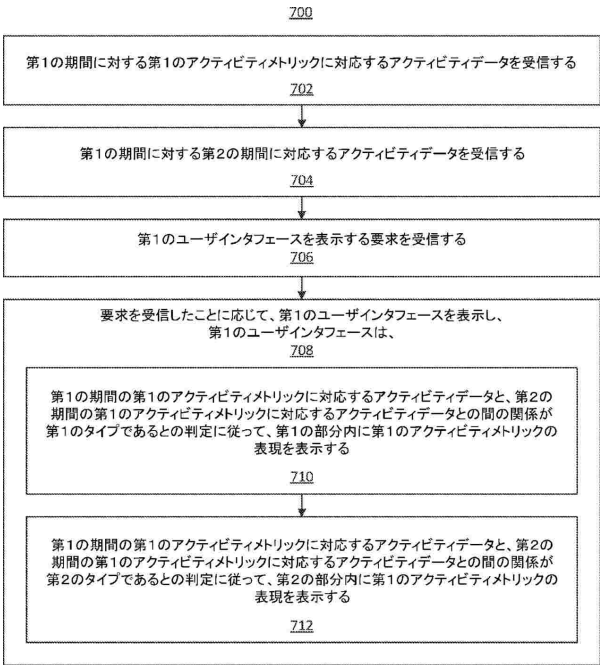 700
第1の期間に対する第1のアクティビティメトリックに対応するアクティビティデータを受信する
702
第1の期間に対する第2の期間に対応するアクティビティデータを受信する
704
第1のユーザインタフェースを表示する要求を受信する
706
要求を受信したことに応じて、第1のユーザインタフェースを表示し、
第1のユーザインタフェースは、
708
第1の期間の第1のアクティビティメトリックに対応するアクティビティデータと、第2の
期間の第1のアクティビティメトリックに対応するアクティビティデータとの間の関係が
第1のタイプであるとの判定に従って、第1の部分内に第1のアクティビティメトリックの
表現を表示する
710
第1の期間の第1のアクティビティメトリックに対応するアクティビティデータと、第2の
期間の第1のアクティビティメトリックに対応するアクティビティデータとの間の関係が
第2のタイプであるとの判定に従って、第2の部分内に第1のアクティビティメトリックの
表現を表示する
712